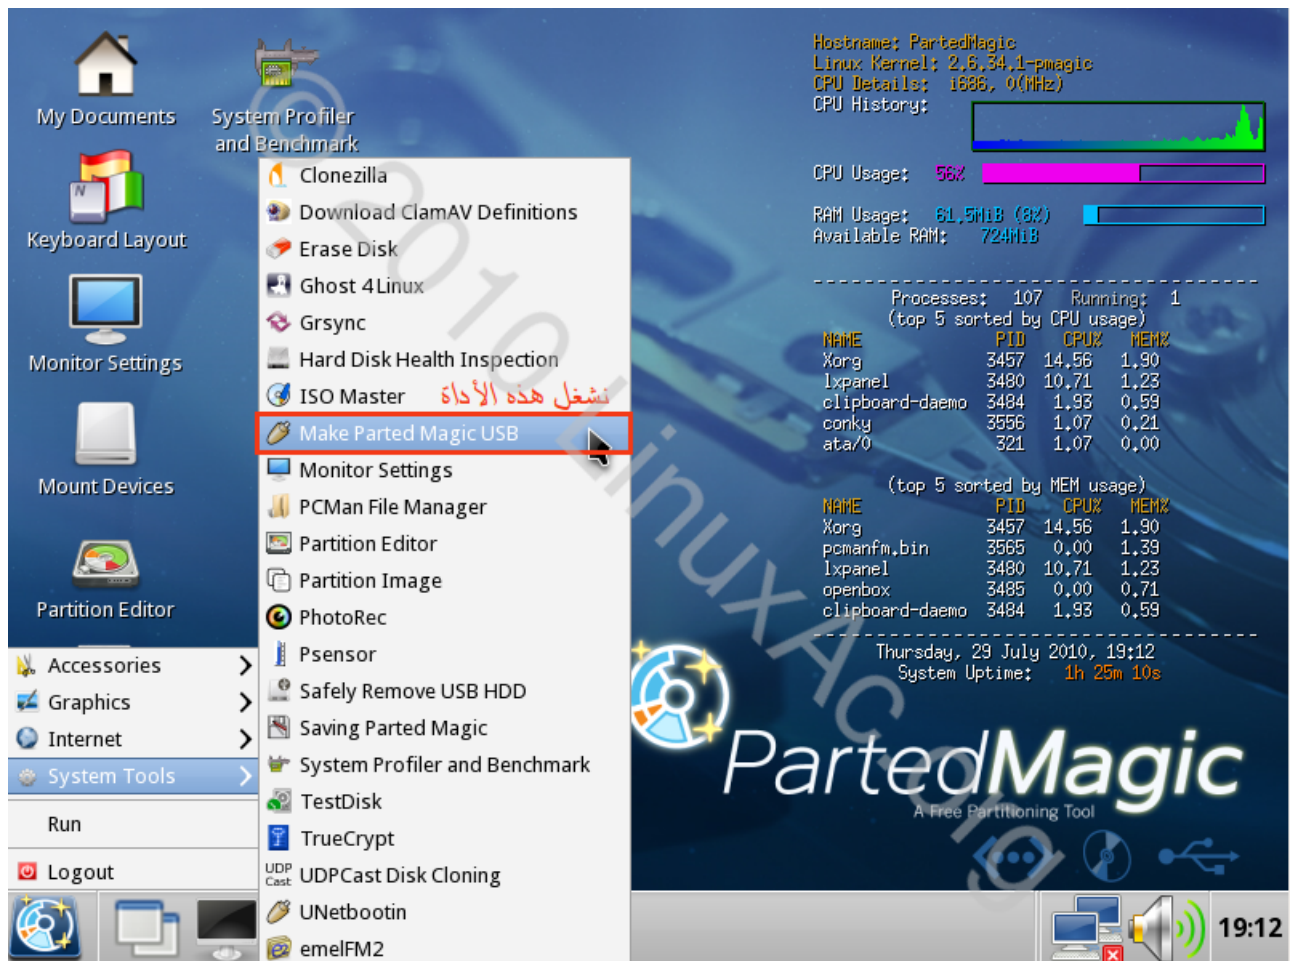 My Documents
System Profiler
and Benchmark
Keyboard Layout
N
Monitor Settings
Mount Devices
Partition Editor
Accessories
Graphics
Internet
System Tools
Run
Logout
Clonezilla
Download ClamAV Definitions
Erase Disk
Ghost 4 Linux
Grsync
Hard Disk Health Inspection
ISO Master نشغل هذه الأداة
Make Parted Magic USB
Monitor Settings
PCMan File Manager
Partition Editor
Partition Image
PhotoRec
Psensor
Safely Remove USB HDD
Saving Parted Magic
System Profiler and Benchmark
TestDisk
TrueCrypt
UDP Cast UDPCast Disk Cloning
UNetbootin
emelFM2
Hostname: PartedMagic
Linux Kernel: 2.6.34.1-pmagic
CPU Details: i686, 0(MHz)
CPU History:
CPU Usage: 56%
RAM Usage: 61.5MiB (8%)
Available RAM: 724MiB
Processes: 107 Running: 1
(top 5 sorted by CPU usage)
NAME PID CPU% MEM%
Xorg 3457 14.56 1.90
lxpanel 3480 10.71 1.23
clipboard-daemo 3484 1.93 0.59
conky 3556 1.07 0.21
ata/0 321 1.07 0.00
(top 5 sorted by MEM usage)
NAME PID CPU% MEM%
Xorg 3457 14.56 1.90
pcmanfm.bin 3565 0.00 1.39
lxpanel 3480 10.71 1.23
openbox 3485 0.00 0.71
clipboard-daemo 3484 1.93 0.59
Thursday, 29 July 2010, 19:12
System Uptime: 1h 25m 10s
PartedMagic
A Free Partitioning Tool
19:12
© 2010 LinuxAc.org